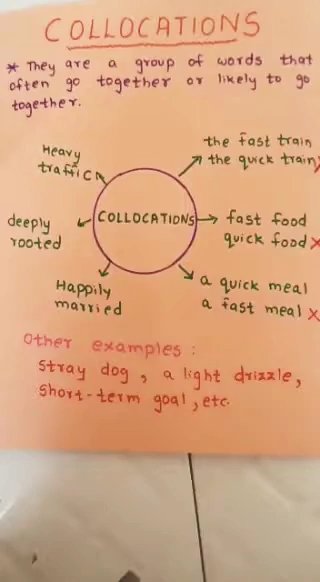 COLLOCATIONS
* They are a group of words that
often go together or likely to go
together.
Heavy
traffic
the fast train
the quick train x
deeply
rooted
COLLOCATIONS
fast food
quick food x
Happily
married
a quick meal
a fast meal x
Other examples :
stray dog , a light drizzle,
short-term goal, etc.